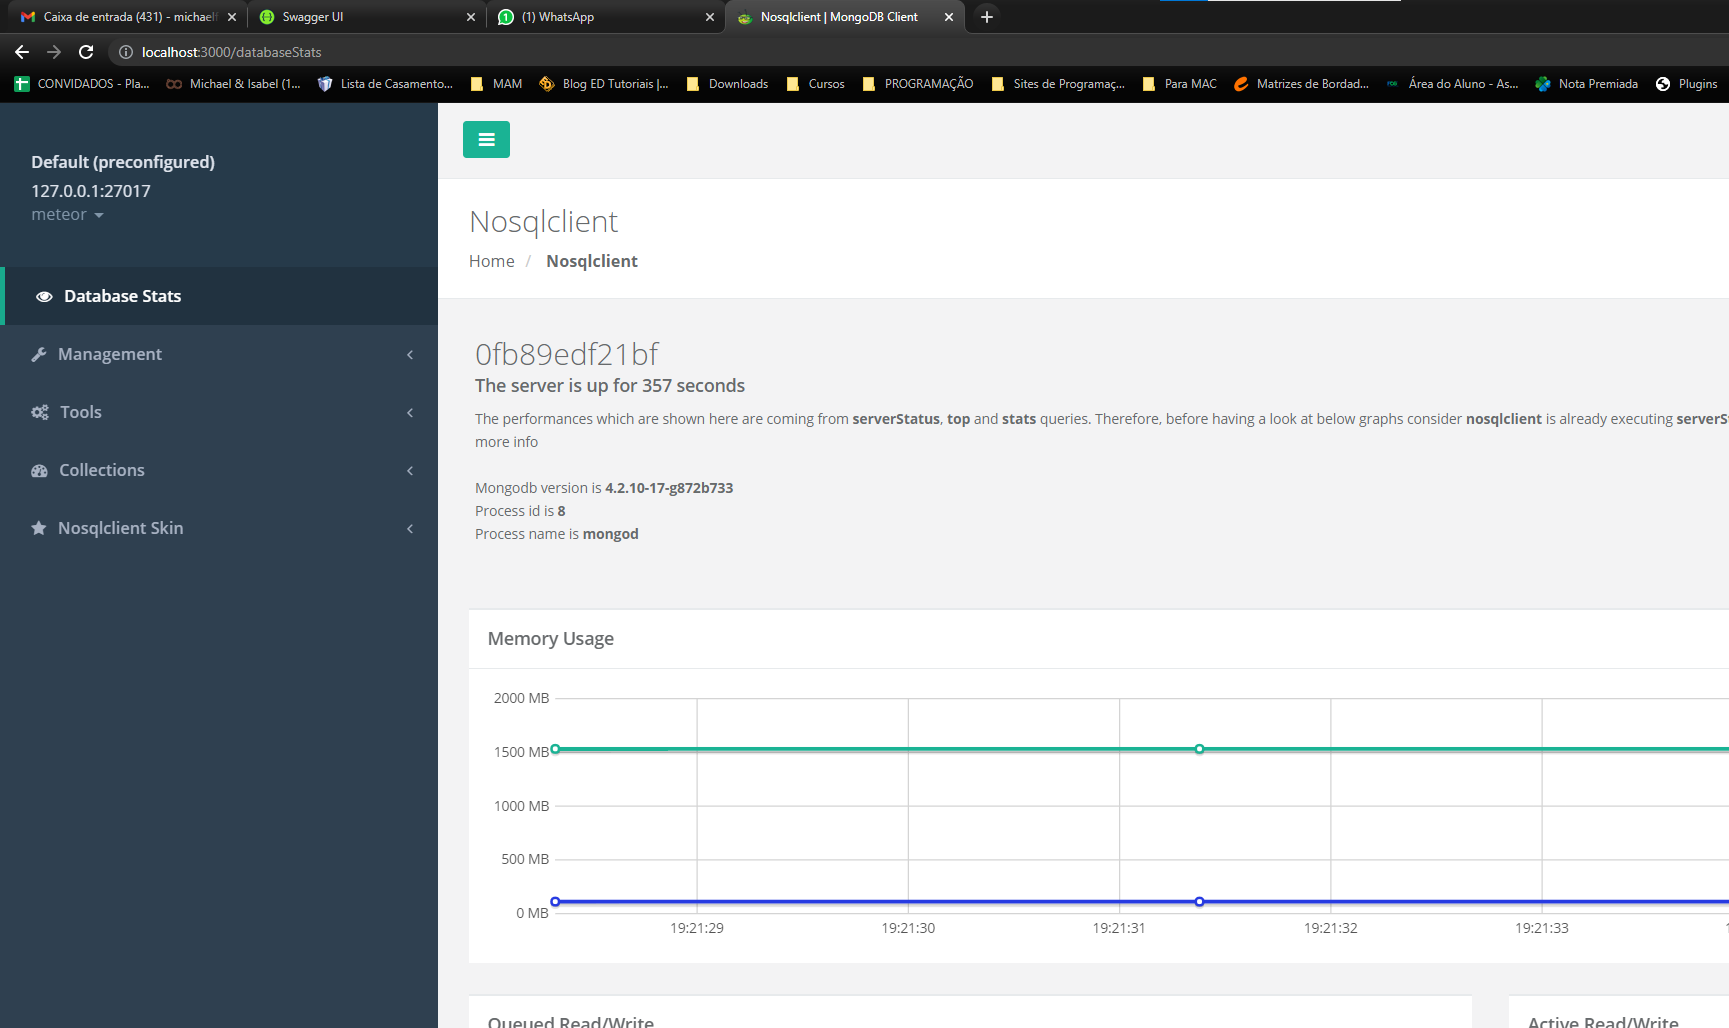 Caixa de entrada (431) - michaelf
Swagger UI
(1) WhatsApp
Nosqlclient | MongoDB Client
localhost:3000/databaseStats
CONVIDADOS - Pla...
Michael & Isabel (1...
Lista de Casamento...
MAM
Blog ED Tutoriais |...
Downloads
Cursos
PROGRAMAÇÃO
Sites de Programaç...
Para MAC
Matrizes de Bordad...
Área do Aluno - As...
Nota Premiada
Plugins
Default (preconfigured)
127.0.0.1:27017
meteor
Database Stats
Management
Tools
Collections
Nosqlclient Skin
Nosqlclient
Home / Nosqlclient
0fb89edf21bf
The server is up for 357 seconds
The performances which are shown here are coming from serverStatus, top and stats queries. Therefore, before having a look at below graphs consider nosqlclient is already executing serverS
more info
Mongodb version is 4.2.10-17-g872b733
Process id is 8
Process name is mongod
Memory Usage
2000 MB
1500 MB
1000 MB
500 MB
0 MB
19:21:29 19:21:30 19:21:31 19:21:32 19:21:33
Queued Read/Write
Active Read/Write